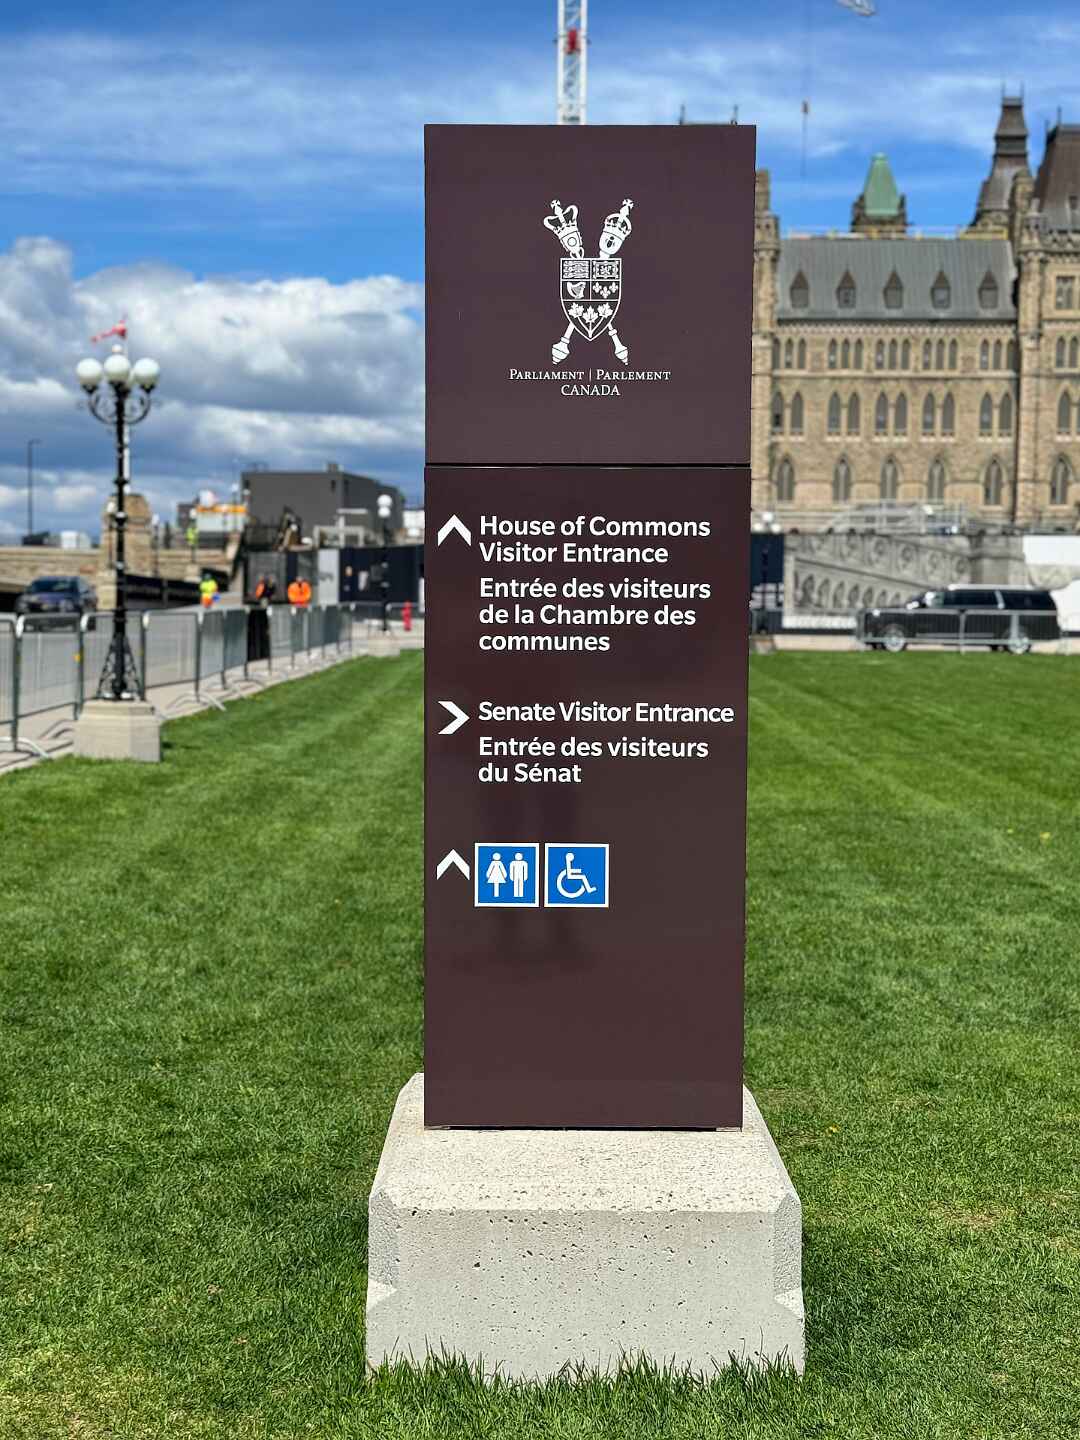 PARLIAMENT | PARLEMENT
CANADA
House of Commons
Visitor Entrance
Entrée des visiteurs
de la Chambre des
communes
Senate Visitor Entrance
Entrée des visiteurs
du Sénat